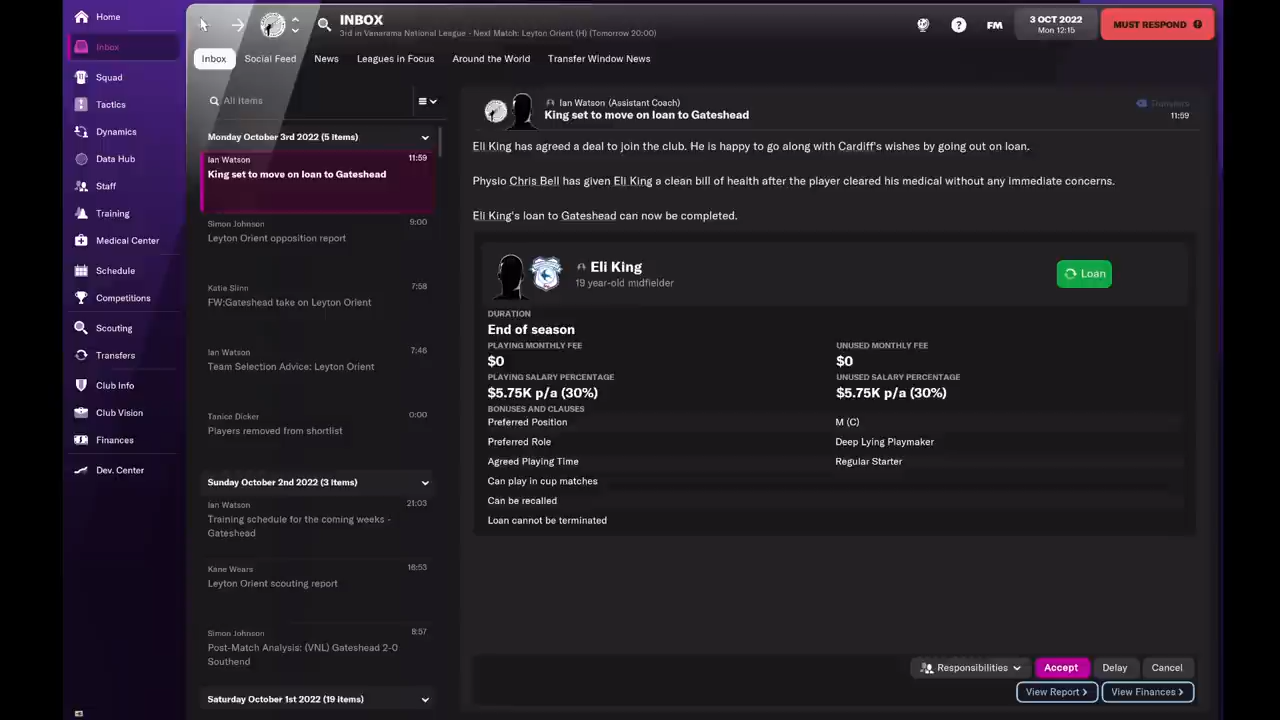 Home
Inbox
Squad
Tactics
Dynamics
Data Hub
Staff
Training
Medical Center
Schedule
Competitions
Scouting
Transfers
Club Info
Club Vision
Finances
Dev. Center
INBOX
3rd in Vanarama National League - Next Match: Leyton Orient (H) (Tomorrow 20:00)
?
FM
3 OCT 2022
Mon 12:15
MUST RESPOND
Inbox
Social Feed
News
Leagues in Focus
Around the World
Transfer Window News
All Items
Monday October 3rd 2022 (5 items)
Ian Watson 11:59
King set to move on loan to Gateshead
Simon Johnson 9:00
Leyton Orient opposition report
Katie Slinn 7:58
FW:Gateshead take on Leyton Orient
Ian Watson 7:46
Team Selection Advice: Leyton Orient
Tanice Dicker 0:00
Players removed from shortlist
Sunday October 2nd 2022 (3 items)
Ian Watson 21:03
Training schedule for the coming weeks -
Gateshead
Kane Wears 16:53
Leyton Orient scouting report
Simon Johnson 8:57
Post-Match Analysis: (VNL) Gateshead 2-0
Southend
Saturday October 1st 2022 (19 items)
Ian Watson (Assistant Coach)
King set to move on loan to Gateshead
Transfers
11:59
Eli King has agreed a deal to join the club. He is happy to go along with Cardiff's wishes by going out on loan.
Physio Chris Bell has given Eli King a clean bill of health after the player cleared his medical without any immediate concerns.
Eli King's loan to Gateshead can now be completed.
Eli King
19 year-old midfielder
Loan
DURATION
End of season
PLAYING MONTHLY FEE UNUSED MONTHLY FEE
$0 $0
PLAYING SALARY PERCENTAGE UNUSED SALARY PERCENTAGE
$5.75K p/a (30%) $5.75K p/a (30%)
BONUSES AND CLAUSES
Preferred Position M (C)
Preferred Role Deep Lying Playmaker
Agreed Playing Time Regular Starter
Can play in cup matches
Can be recalled
Loan cannot be terminated
Responsibilities
Accept
Delay
Cancel
View Report >
View Finances >